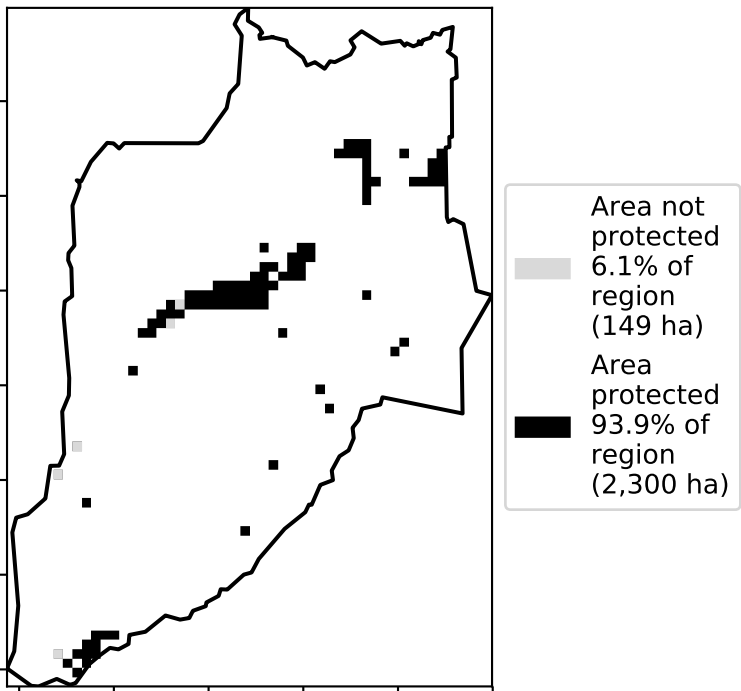 Area not
protected
6.1% of
region
(149 ha)
Area
protected
93.9% of
region
(2,300 ha)